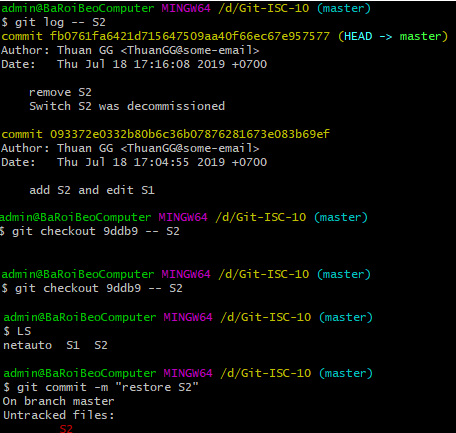 admin@BaRoiBeoComputer MINGW64 /d/Git-ISC-10 (master)
$ git log -- S2
commit fb0761fa6421d715647509aa40f66ec67e957577 (HEAD -> master)
Author: Thuan GG <ThuanGG@some-email>
Date:   Thu Jul 18 17:16:08 2019 +0700
remove S2
Switch S2 was decommissioned
commit 093372e0332b80b6c36b07876281673e083b69ef
Author: Thuan GG <ThuanGG@some-email>
Date:   Thu Jul 18 17:04:55 2019 +0700
add S2 and edit S1
admin@BaRoiBeoComputer MINGW64 /d/Git-ISC-10 (master)
$ git checkout 9ddb9 -- S2
admin@BaRoiBeoComputer MINGW64 /d/Git-ISC-10 (master)
$ git checkout 9ddb9 -- S2
admin@BaRoiBeoComputer MINGW64 /d/Git-ISC-10 (master)
$ LS
netauto  S1  S2
admin@BaRoiBeoComputer MINGW64 /d/Git-ISC-10 (master)
$ git commit -m "restore S2"
On branch master
Untracked files:
S2